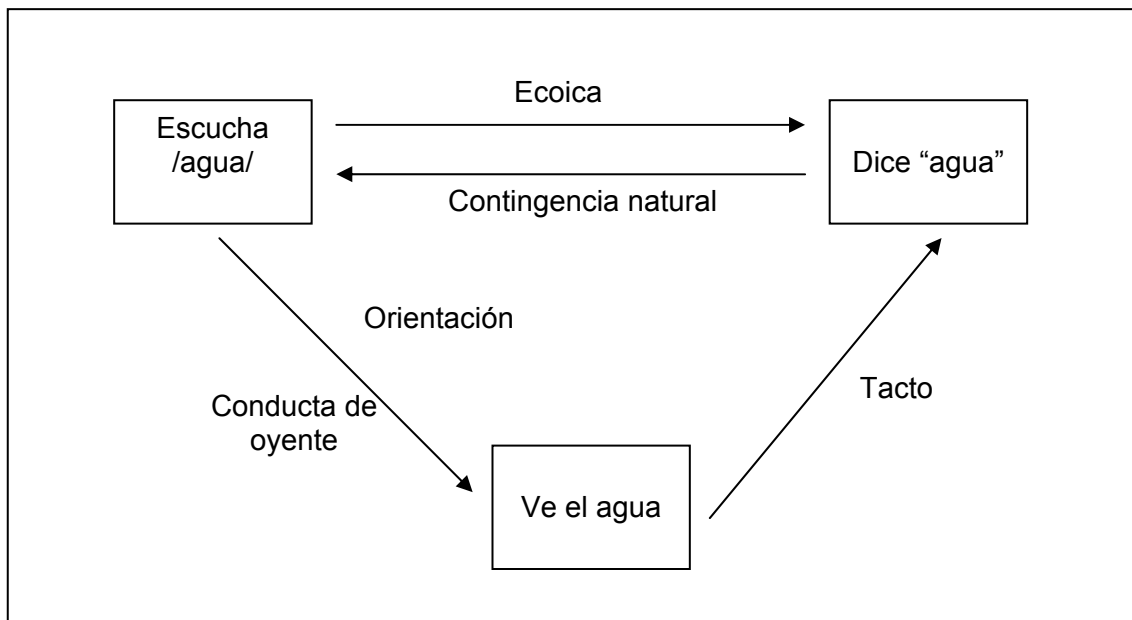 Ecoica
Escucha
/agua/
Dice “agua”
Contingencia natural
Orientación
Tacto
Conducta de
oyente
Ve el agua